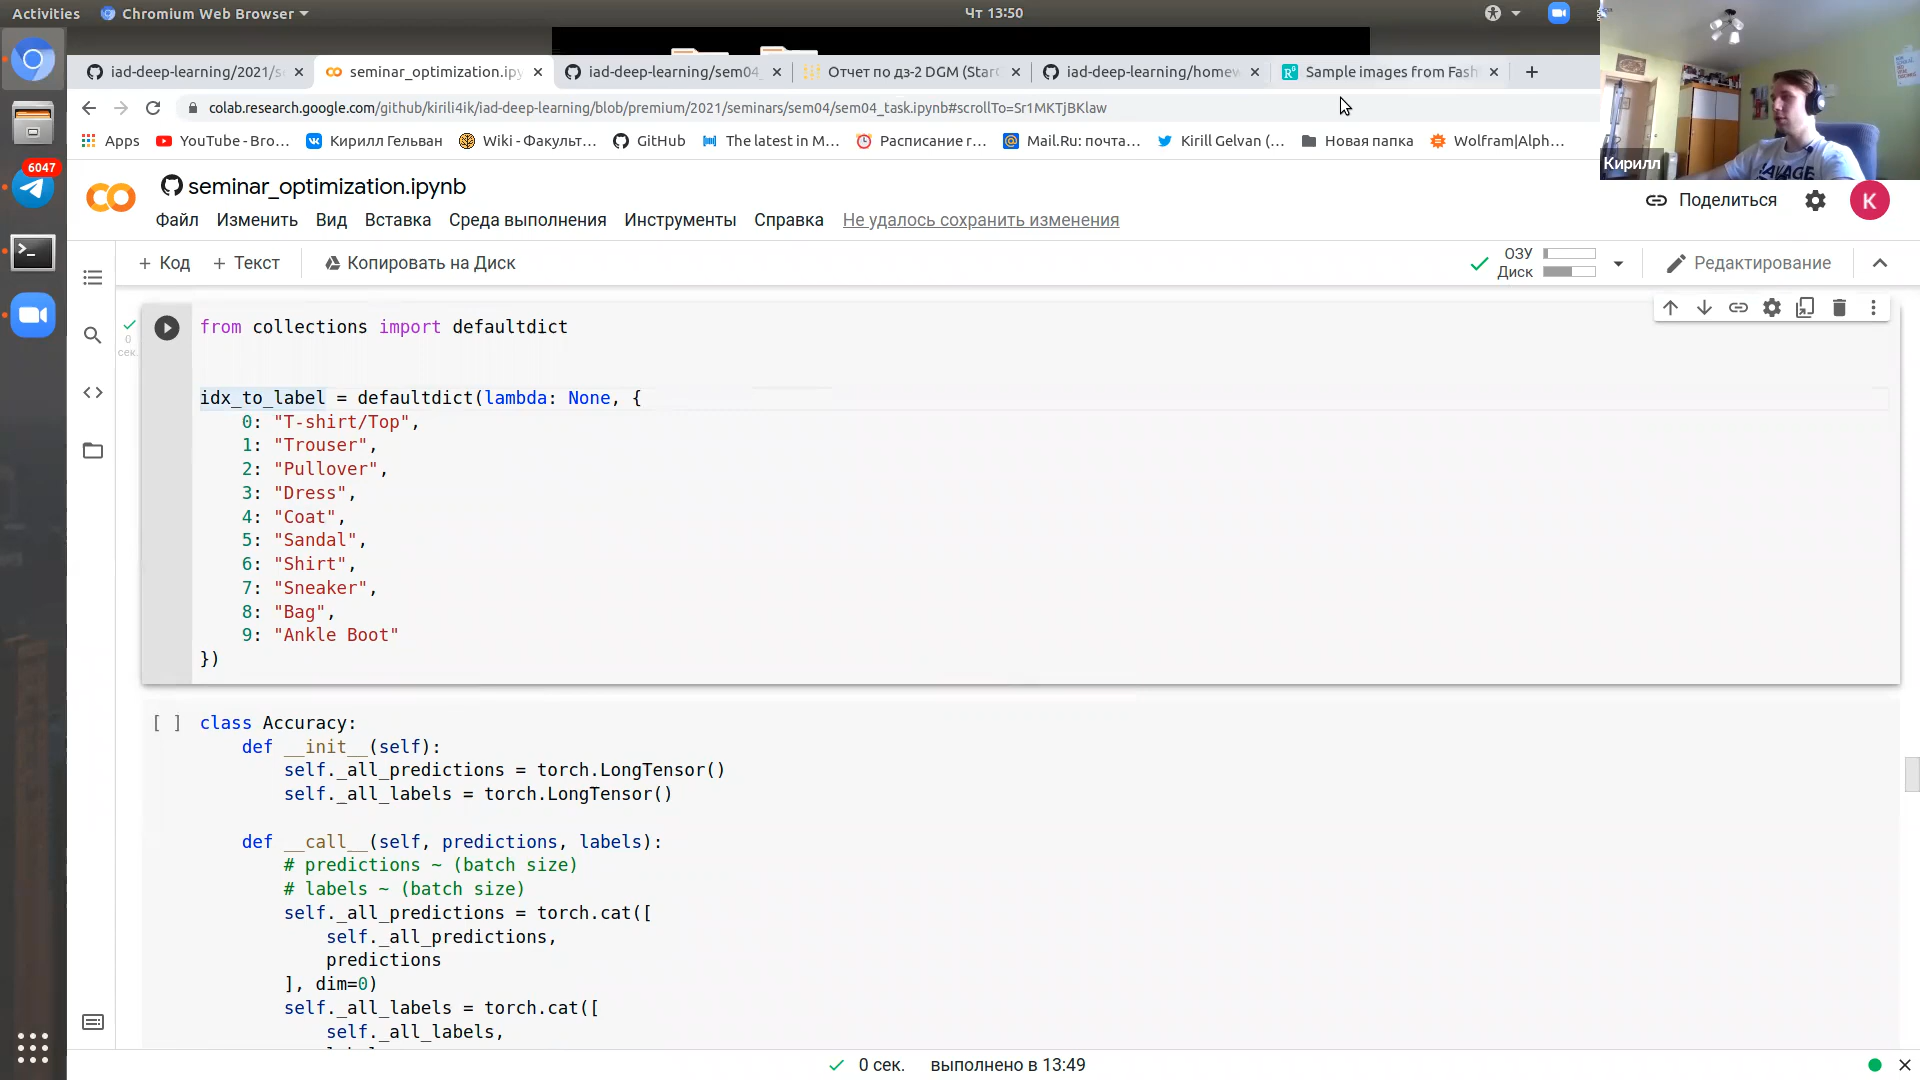 Activities
Chromium Web Browser
Чт 13:50
iad-deep-learning/2021/s
seminar_optimization.ipy
iad-deep-learning/sem04_
Отчет по дз-2 DGM (Star
iad-deep-learning/homew
Sample images from Fash
colab.research.google.com/github/kirili4ik/iad-deep-learning/blob/premium/2021/seminars/sem04/sem04_task.ipynb#scrollTo=Sr1MKTjBKlaw
Apps
YouTube - Bro...
Кирилл Гельван
Wiki - Факульт...
GitHub
The latest in M...
Расписание г...
Mail.Ru: почта...
Kirill Gelvan (...
Новая папка
Wolfram|Alph...
Кирилл
6047
seminar_optimization.ipynb
Файл
Изменить
Вид
Вставка
Среда выполнения
Инструменты
Справка
Не удалось сохранить изменения
Поделиться
K
+ Код
+ Текст
Копировать на Диск
ОЗУ
Диск
Редактирование
0
сек.
from collections import defaultdict
idx_to_label = defaultdict(lambda: None, {
0: "T-shirt/Top",
1: "Trouser",
2: "Pullover",
3: "Dress",
4: "Coat",
5: "Sandal",
6: "Shirt",
7: "Sneaker",
8: "Bag",
9: "Ankle Boot"
})
[ ]
class Accuracy:
def __init__(self):
self._all_predictions = torch.LongTensor()
self._all_labels = torch.LongTensor()
def __call__(self, predictions, labels):
# predictions ~ (batch size)
# labels ~ (batch size)
self._all_predictions = torch.cat([
self._all_predictions,
predictions
], dim=0)
self._all_labels = torch.cat([
self._all_labels,
0 сек.
выполнено в 13:49